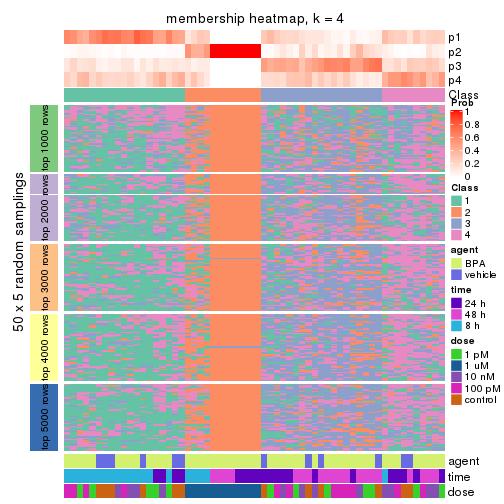 membership heatmap, k = 4
p1
p2
p3
p4
Class
50 x 5 random samplings
top 1000 rows
rows
top 2000 rows
top 3000 rows
top 4000 rows
top 5000 rows
agent
time
dose
Prob
1
0.8
0.6
0.4
0.2
0
Class
1
2
3
4
agent
BPA
vehicle
time
24 h
48 h
8 h
dose
1 pM
1 uM
10 nM
100 pM
control